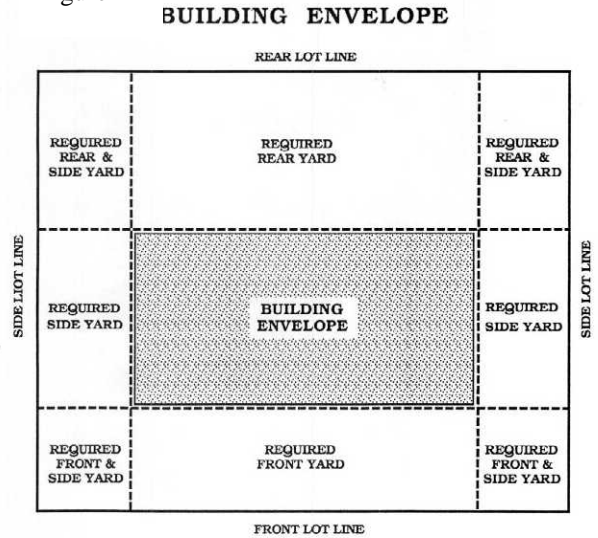 BUILDING ENVELOPE
REAR LOT LINE
REQUIRED
REAR &
SIDE YARD
REQUIRED
REAR YARD
REQUIRED
REAR &
SIDE YARD
SIDE LIOT LINE
REQUIRED
SIDE YARD
BUILDING
ENVELOPE
REQUIRED
SIDE YARD
SIDE LOT LINE
REQUIRED
FRONT &
SIDE YARD
REQUIRED
FRONT YARD
REQUIRED
FRONT &
SIDE YARD
FRONT LOT LINE